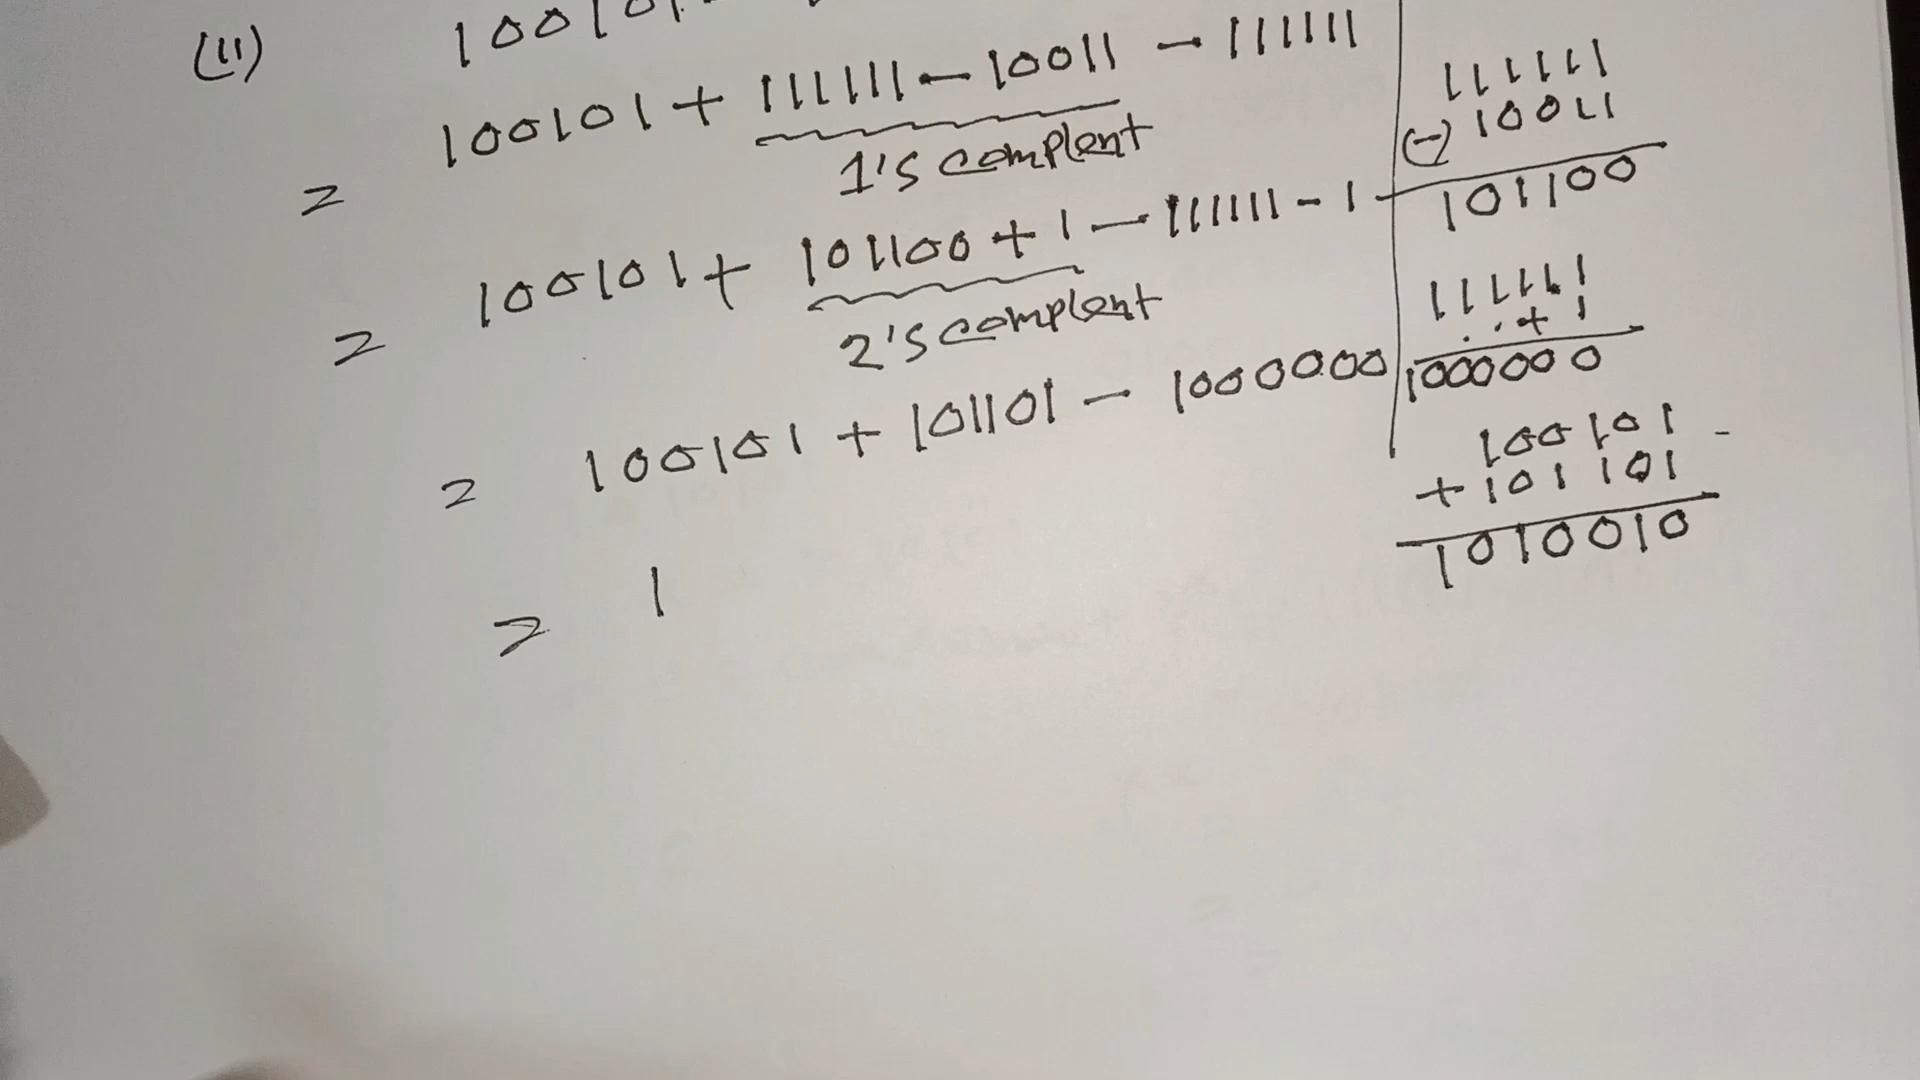 (11) 100101
100101 + 111111 - 10011 - 111111
1's complent
= 100101 + 101100 + 1 - 111111 - 1
2's complent
= 100101 + 101101 - 1000000
= 1
111111
(-) 10011
101100
111111
+ 1
1000000
100101
+ 101101
1010010